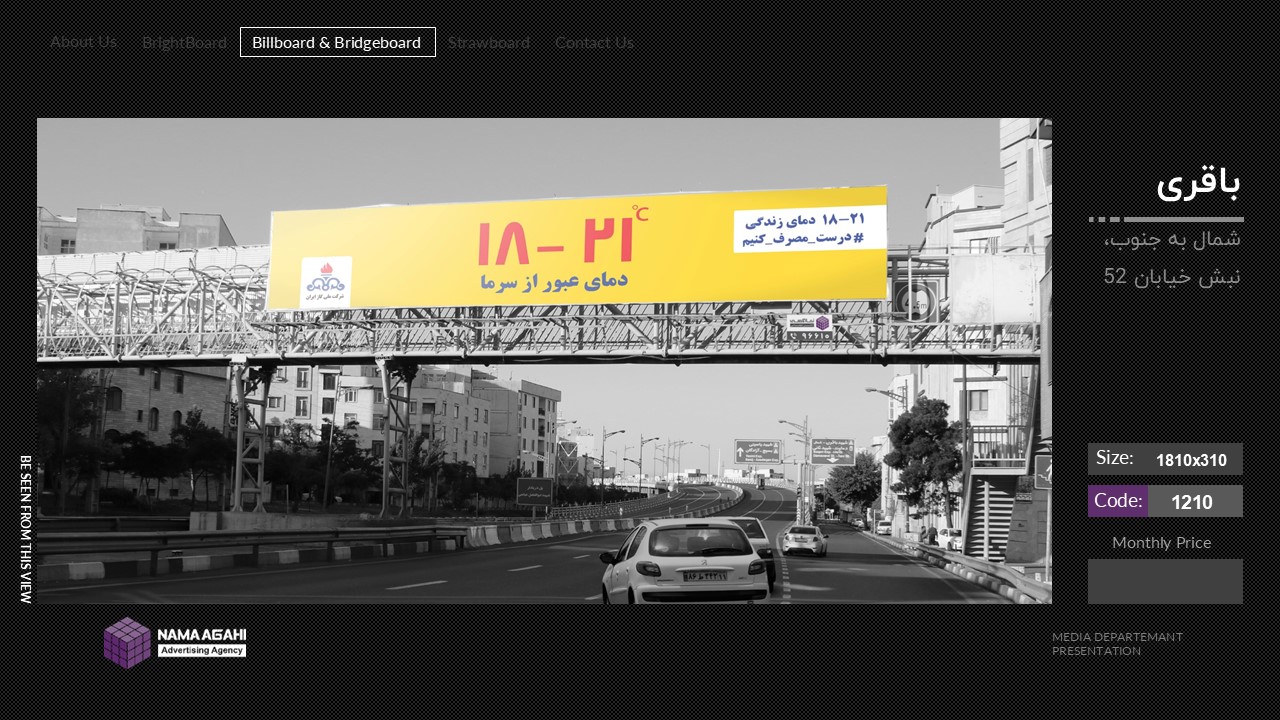 About Us
BrightBoard
Billboard & Bridgeboard
Strawboard
Contact Us
باقری
شمال به جنوب،
نبش خیابان 52
۱۸ - ۲۱ °C
دمای عبور از سرما
۱۸-۲۱ دمای زندگی
#درست_مصرف_کنیم
شرکت ملی گاز ایران
Size: 1810x310
Code: 1210
Monthly Price
BE SEEN FROM THIS VIEW
NAMA AGAHI
Advertising Agency
MEDIA DEPARTEMANT
PRESENTATION